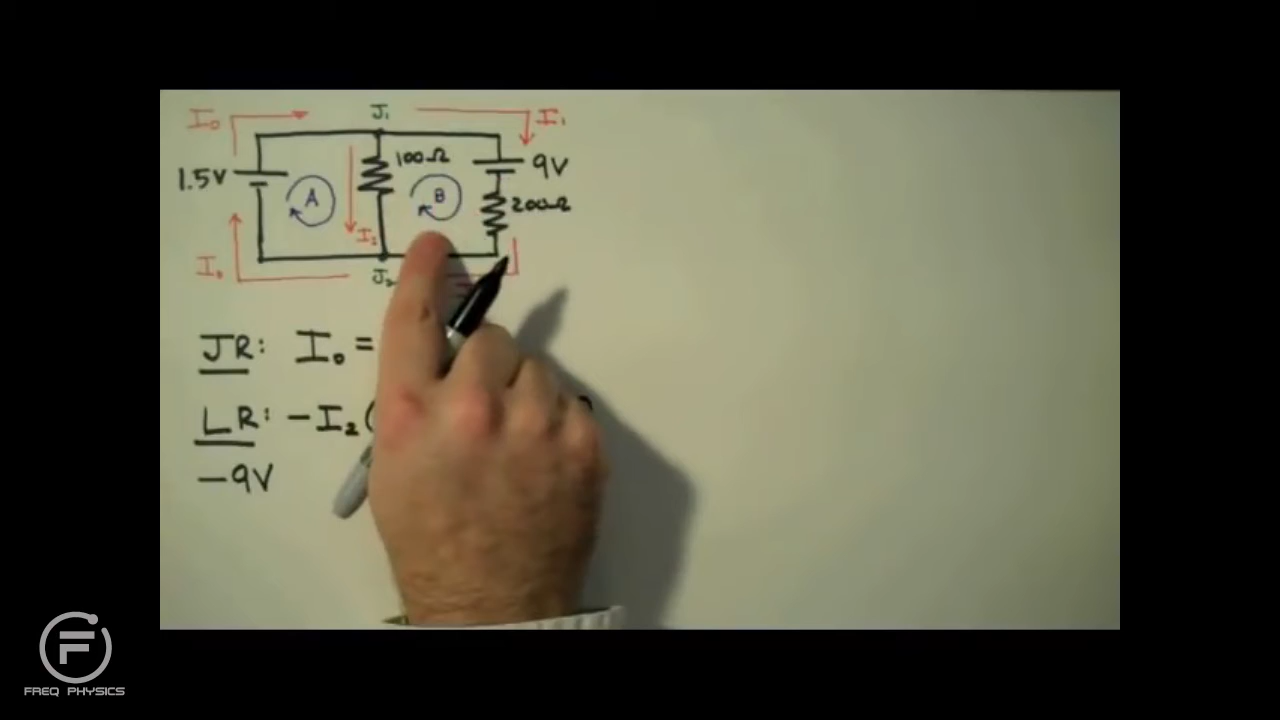 I₀ J₁ I₁
1.5V A 100Ω B 9V
200Ω
I₂
I₀ J₂
JR: I₀ =
LR: -I₂(
-9V
F
FREQ PHYSICS